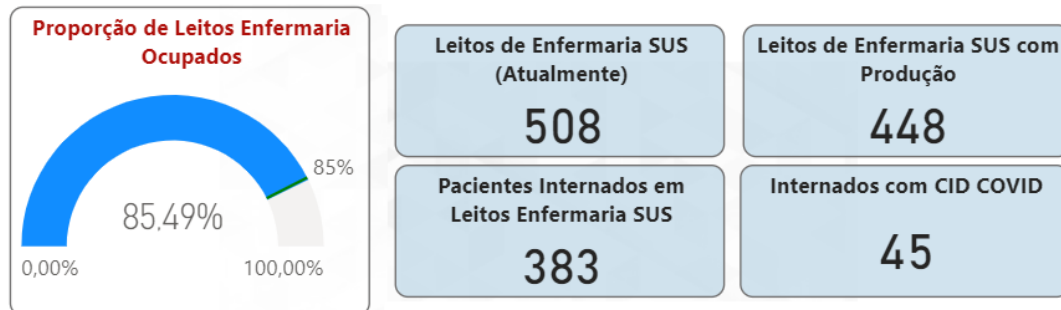 Proporção de Leitos Enfermaria
Ocupados
85%
85,49%
0,00%
100,00%
Leitos de Enfermaria SUS
(Atualmente)
508
Leitos de Enfermaria SUS com
Produção
448
Pacientes Internados em
Leitos Enfermaria SUS
383
Internados com CID COVID
45